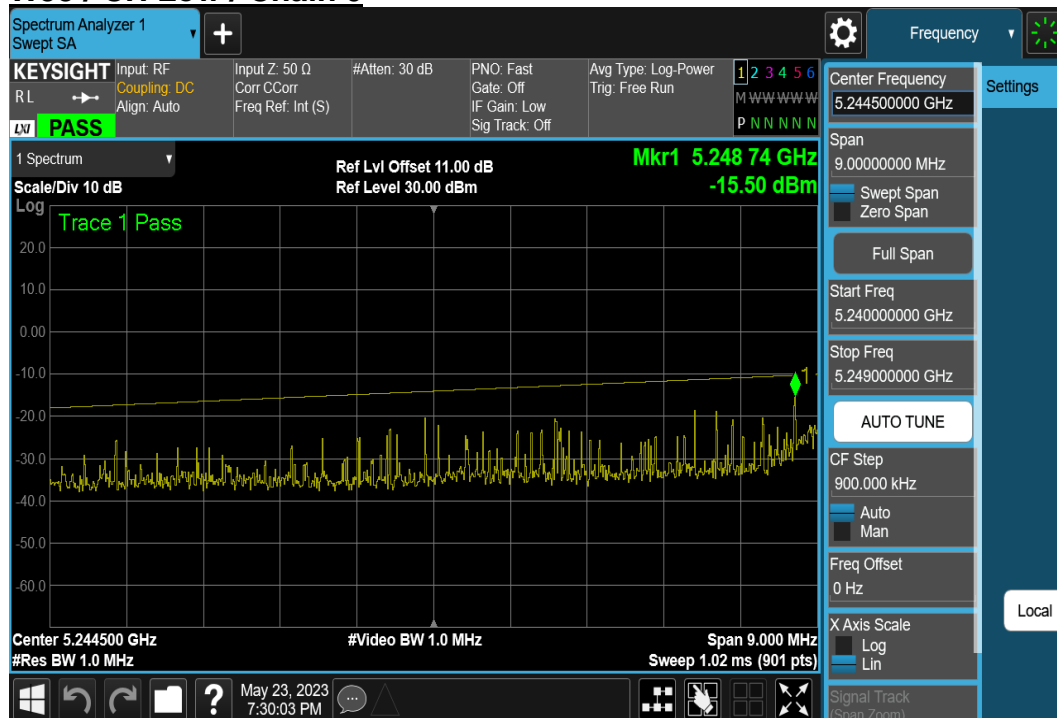 Spectrum Analyzer 1
Swept SA
Frequency
KEYSIGHT
RL
LXI
PASS
Input: RF
Coupling: DC
Align: Auto
Input Z: 50 Ω
Corr CCorr
Freq Ref: Int (S)
#Atten: 30 dB
PNO: Fast
Gate: Off
IF Gain: Low
Sig Track: Off
Avg Type: Log-Power
Trig: Free Run
1 2 3 4 5 6
M W W W W W
P N N N N N
1 Spectrum
Scale/Div 10 dB
Ref Lvl Offset 11.00 dB
Ref Level 30.00 dBm
Mkr1 5.248 74 GHz
-15.50 dBm
Log
Trace 1 Pass
20.0
10.0
0.00
-10.0
1
-20.0
-30.0
-40.0
-50.0
-60.0
Center 5.244500 GHz
#Video BW 1.0 MHz
Span 9.000 MHz
#Res BW 1.0 MHz
Sweep 1.02 ms (901 pts)
May 23, 2023
7:30:03 PM
Center Frequency
5.244500000 GHz
Settings
Span
9.00000000 MHz
Swept Span
Zero Span
Full Span
Start Freq
5.240000000 GHz
Stop Freq
5.249000000 GHz
AUTO TUNE
CF Step
900.000 kHz
Auto
Man
Freq Offset
0 Hz
Local
X Axis Scale
Log
Lin
Signal Track
(Span Zoom)